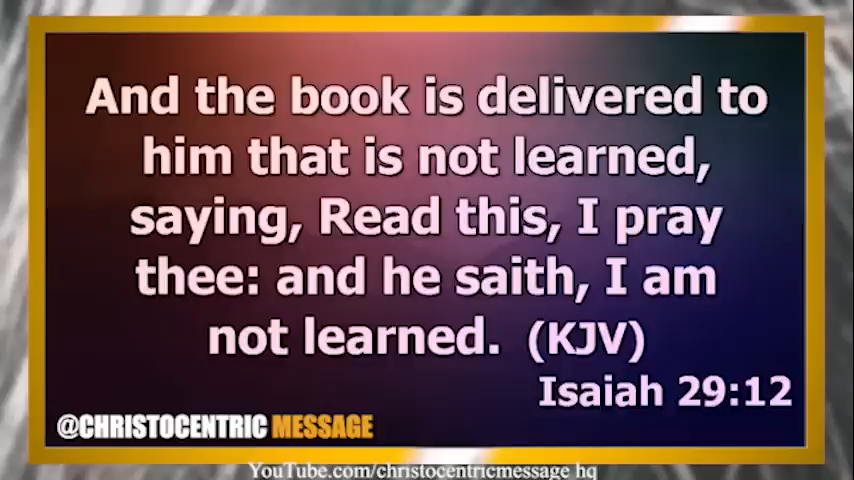 And the book is delivered to
him that is not learned,
saying, Read this, I pray
thee: and he saith, I am
not learned. (KJV)
Isaiah 29:12
@CHRISTOCENTRIC MESSAGE
YouTube.com/christocentricmessage hq